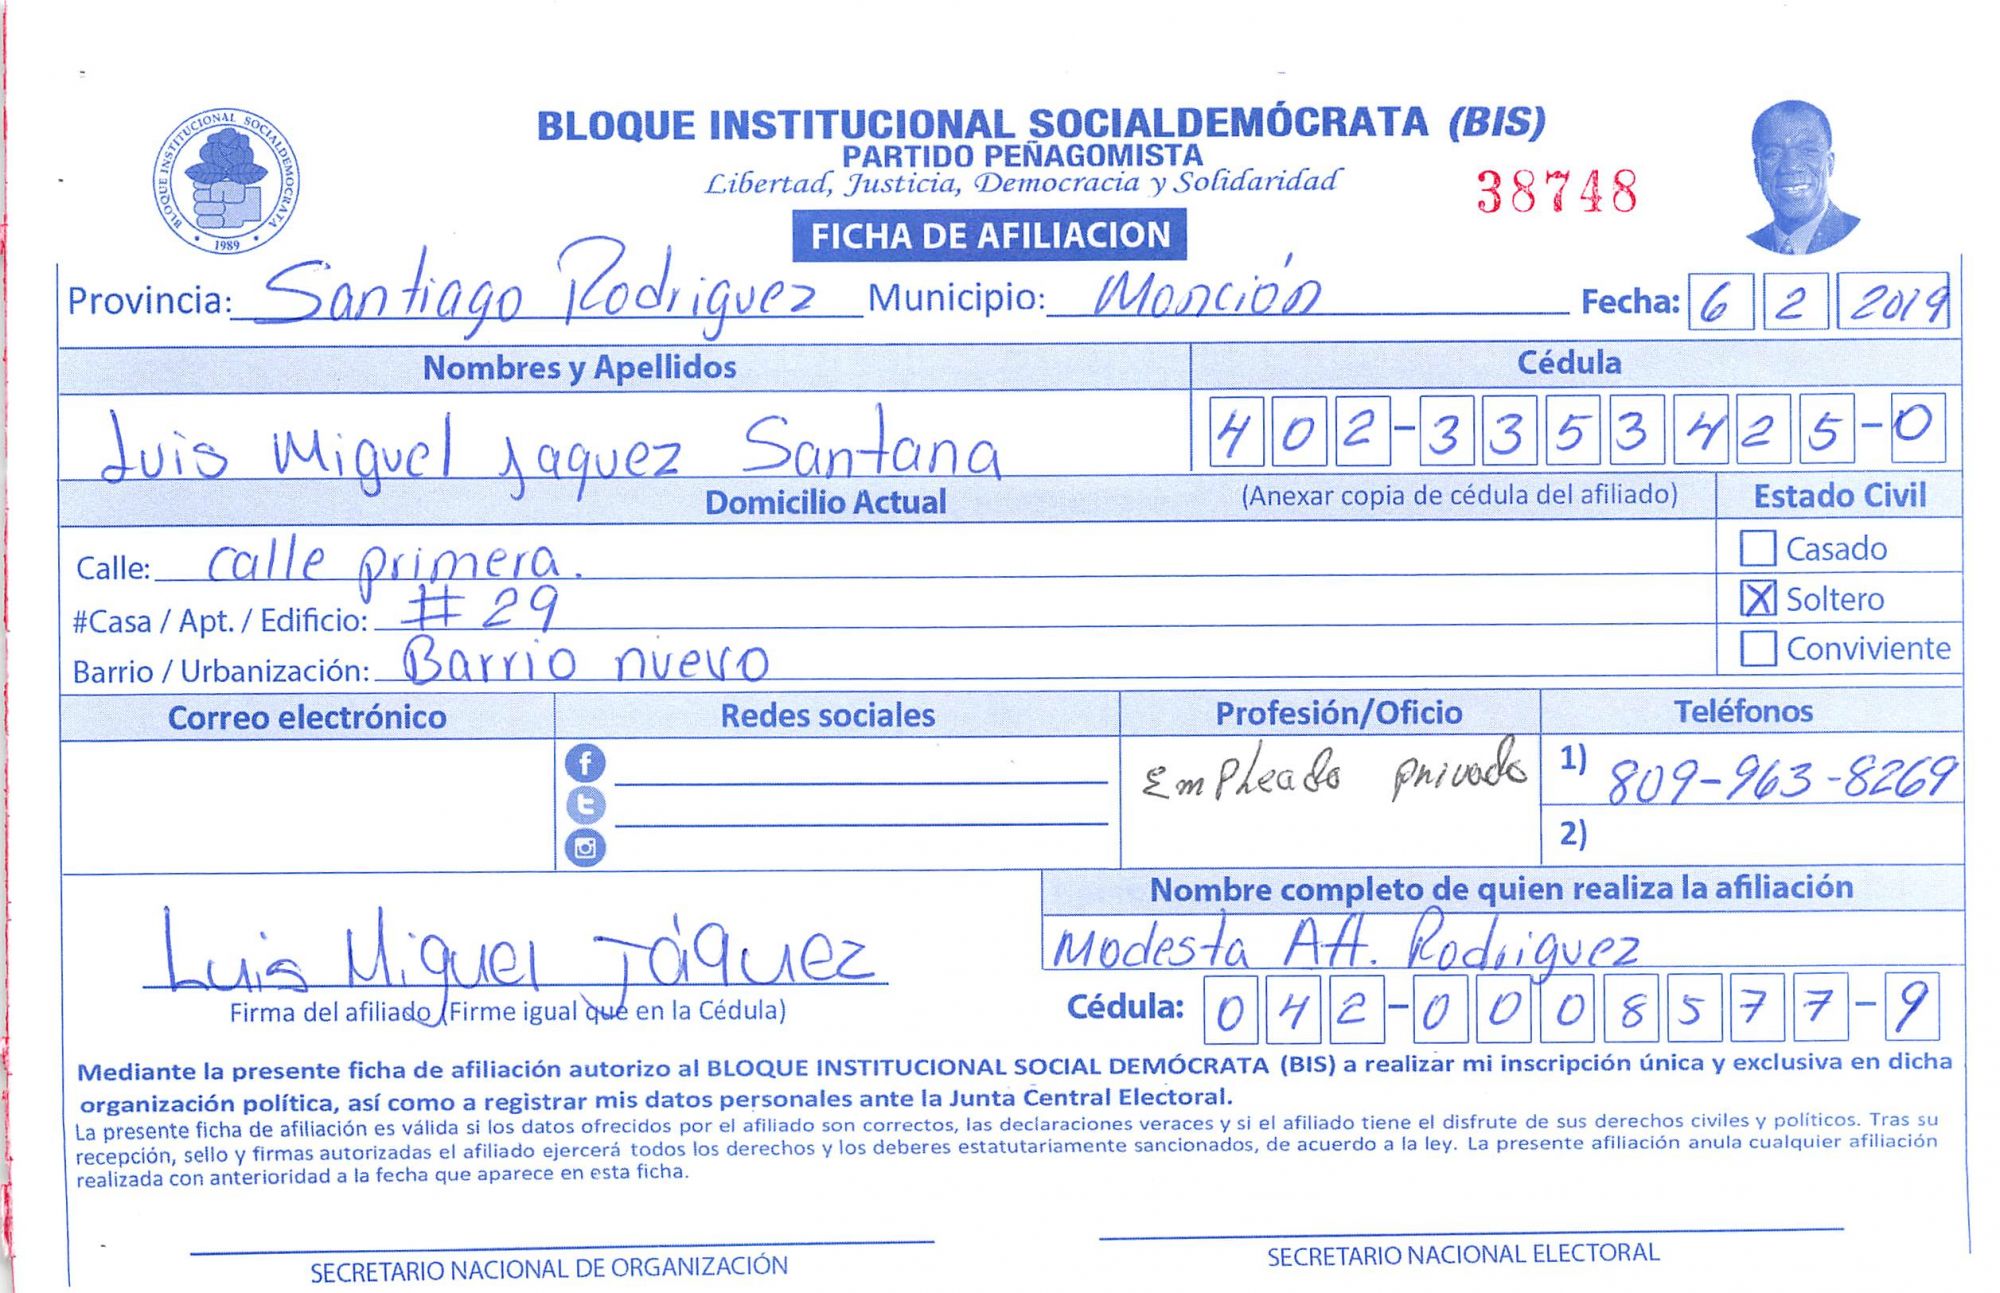 BLOQUE INSTITUCIONAL SOCIALDEMÓCRATA (BIS)
PARTIDO PEÑAGOMISTA
Libertad, Justicia, Democracia y Solidaridad
38748
BLOQUE INSTITUCIONAL SOCIALDEMOCRATA
1989
FICHA DE AFILIACION
Provincia: Santiago Rodriguez Municipio: Monción Fecha: 6 2 2019
Nombres y Apellidos Cédula
Luis Miguel Jaquez Santana 402-3353425-0
Domicilio Actual (Anexar copia de cédula del afiliado) Estado Civil
Calle: calle primera. Casado
#Casa / Apt. / Edificio: # 29 X Soltero
Barrio / Urbanización: Barrio nuevo Conviviente
Correo electrónico Redes sociales Profesión/Oficio Teléfonos
Empleado privado 1) 809-963-8269
2)
Nombre completo de quien realiza la afiliación
Luis Miguel Jáquez Modesta Alt. Rodriguez
Firma del afiliado (Firme igual que en la Cédula) Cédula: 042-0008577-9
Mediante la presente ficha de afiliación autorizo al BLOQUE INSTITUCIONAL SOCIAL DEMÓCRATA (BIS) a realizar mi inscripción única y exclusiva en dicha
organización política, así como a registrar mis datos personales ante la Junta Central Electoral.
La presente ficha de afiliación es válida si los datos ofrecidos por el afiliado son correctos, las declaraciones veraces y si el afiliado tiene el disfrute de sus derechos civiles y políticos. Tras su
recepción, sello y firmas autorizadas el afiliado ejercerá todos los derechos y los deberes estatutariamente sancionados, de acuerdo a la ley. La presente afiliación anula cualquier afiliación
realizada con anterioridad a la fecha que aparece en esta ficha.
SECRETARIO NACIONAL DE ORGANIZACIÓN SECRETARIO NACIONAL ELECTORAL